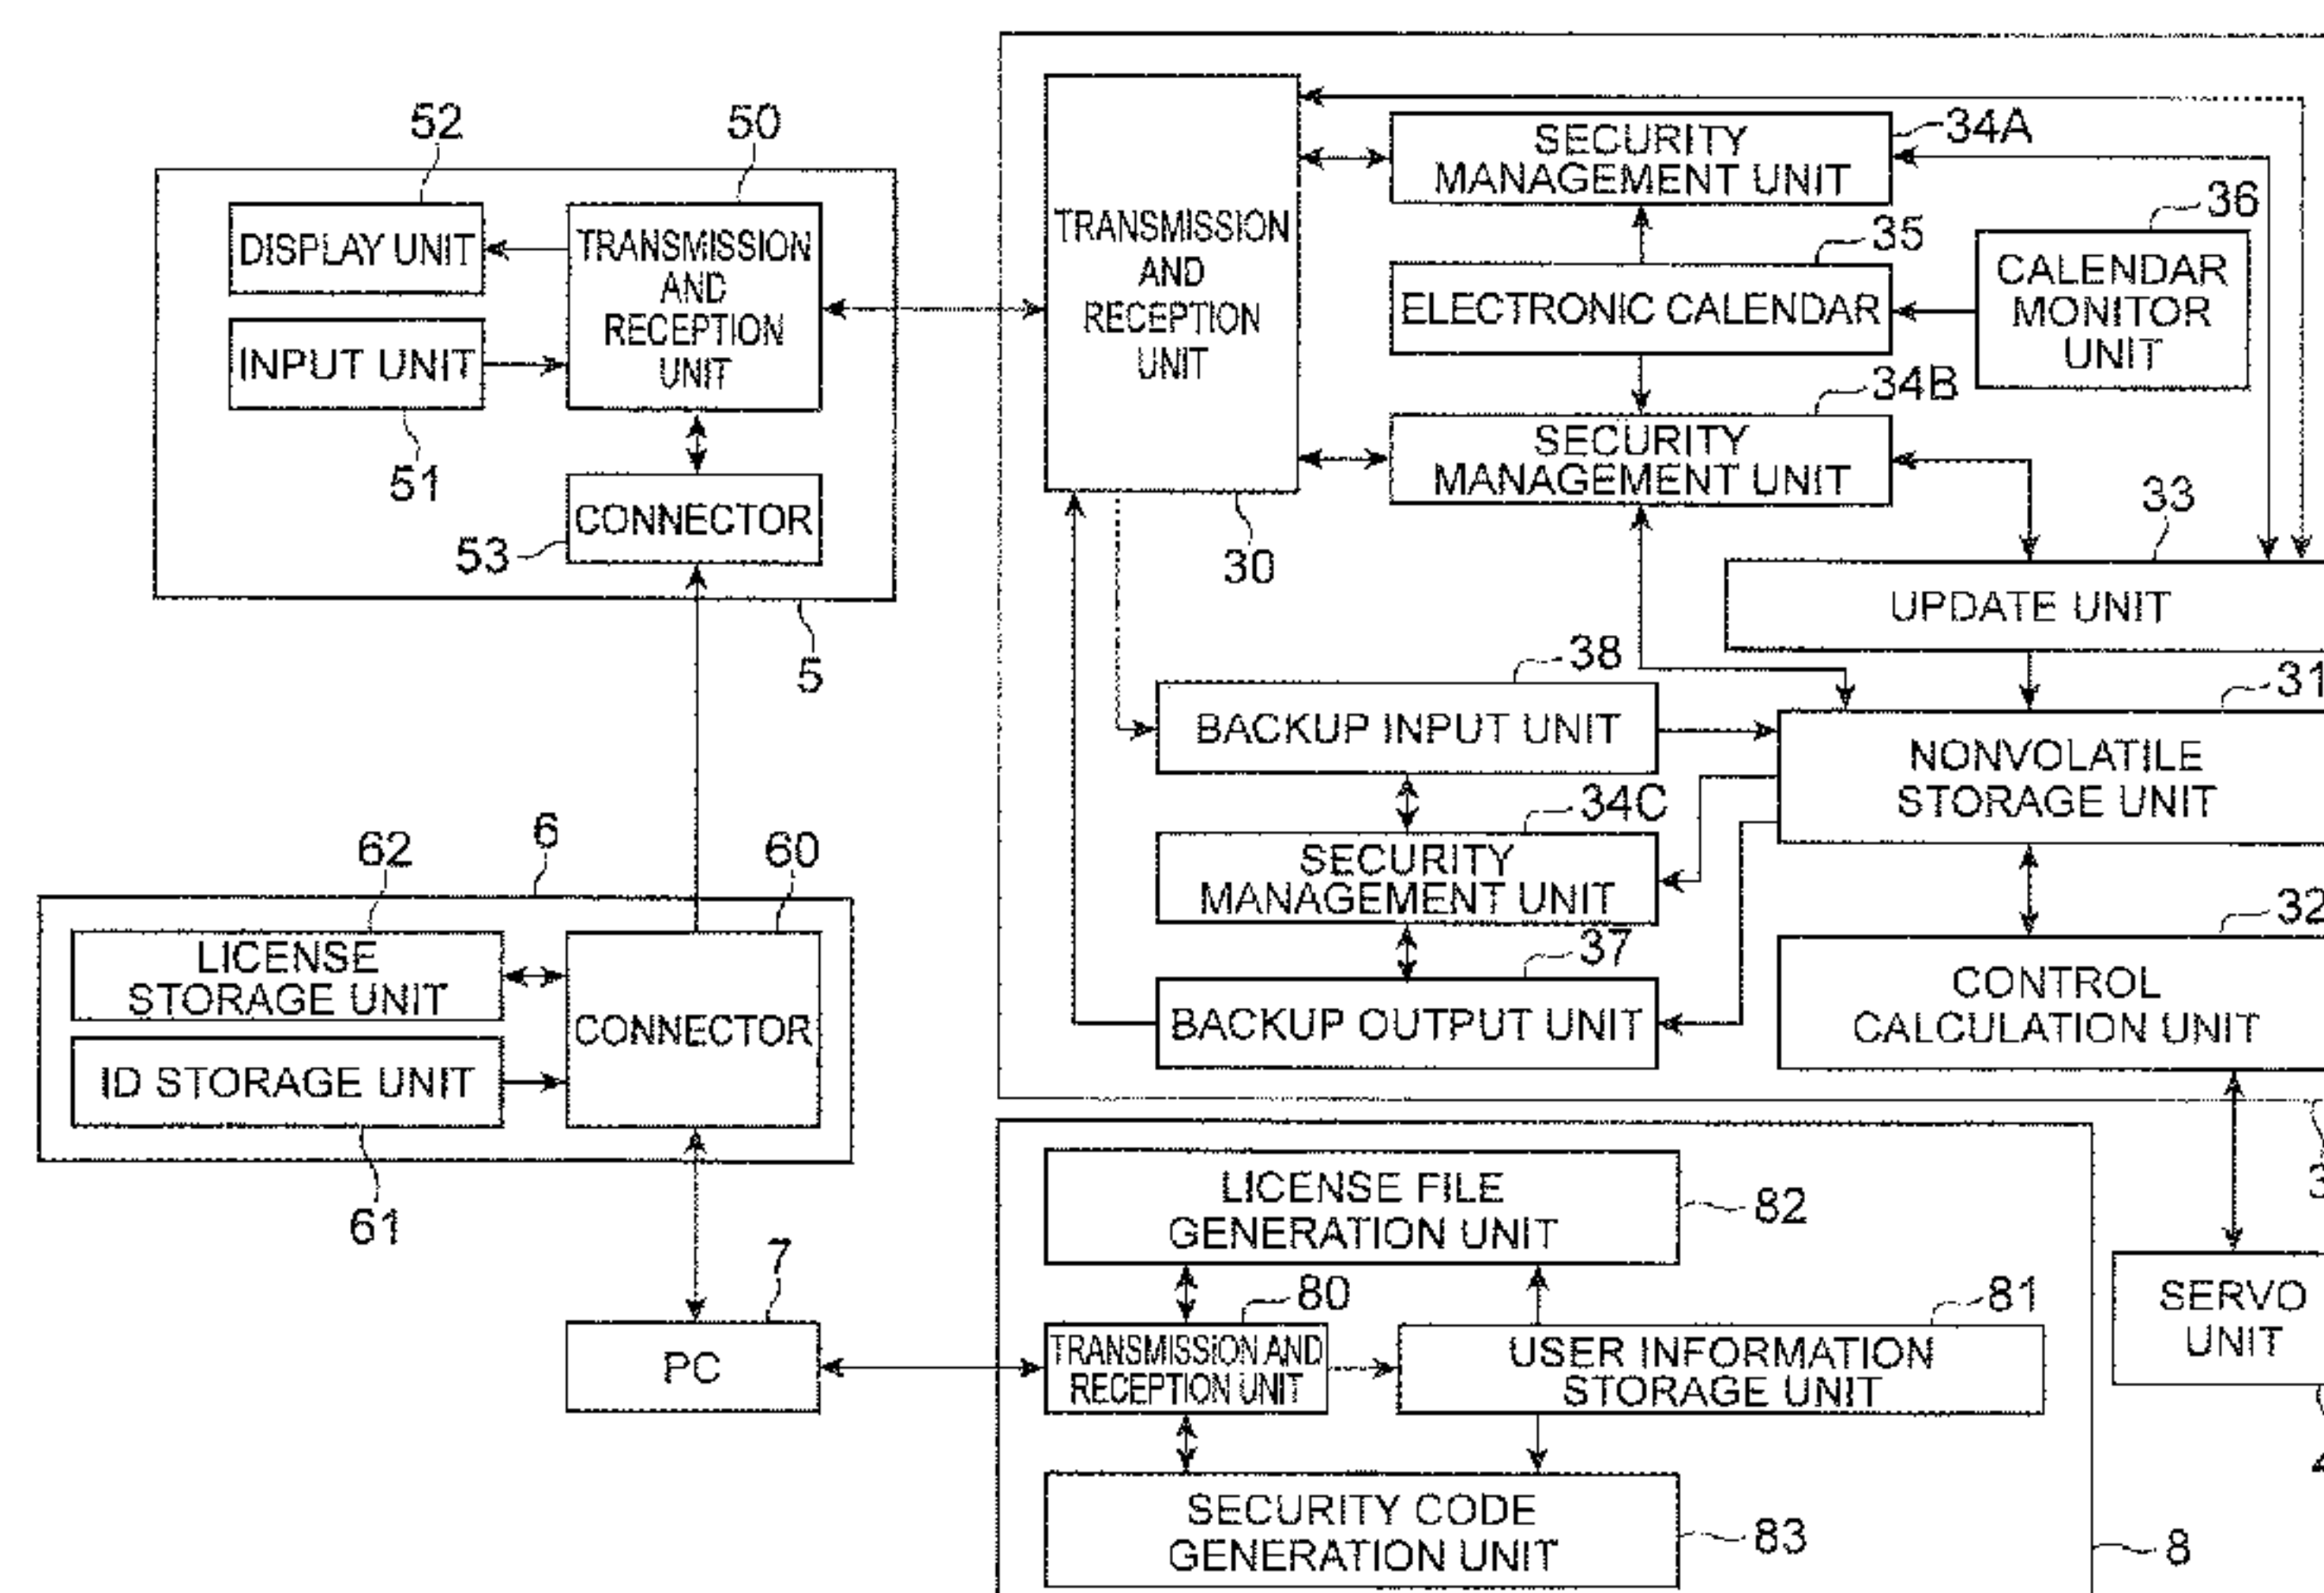 52
50
DISPLAY UNIT
INPUT UNIT
TRANSMISSION
AND
RECEPTION
UNIT
51
CONNECTOR
53
5
TRANSMISSION
AND
RECEPTION
UNIT
30
SECURITY
MANAGEMENT UNIT
34A
36
35
ELECTRONIC CALENDAR
CALENDAR
MONITOR
UNIT
34B
SECURITY
MANAGEMENT UNIT
33
UPDATE UNIT
38
BACKUP INPUT UNIT
31
NONVOLATILE
STORAGE UNIT
34C
SECURITY
MANAGEMENT UNIT
37
BACKUP OUTPUT UNIT
32
CONTROL
CALCULATION UNIT
3
6
62
60
LICENSE
STORAGE UNIT
ID STORAGE UNIT
CONNECTOR
61
7
PC
LICENSE FILE
GENERATION UNIT
82
80
TRANSMISSION AND
RECEPTION UNIT
81
USER INFORMATION
STORAGE UNIT
SECURITY CODE
GENERATION UNIT
83
8
SERVO
UNIT